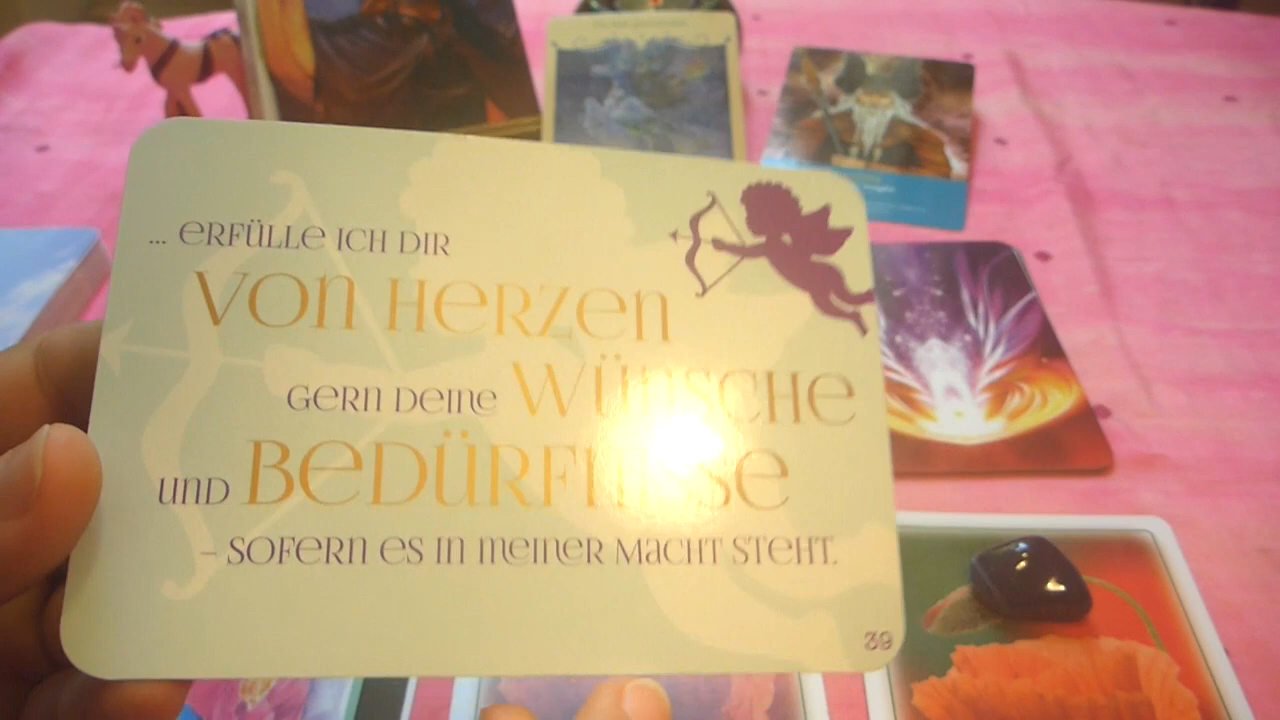 ... ERFÜLLE ICH DIR
VON HERZEN
GERN DEINE WÜNSCHE
UND BEDÜRFNISSE
– SOFERN ES IN MEINER MACHT STEHT.
39